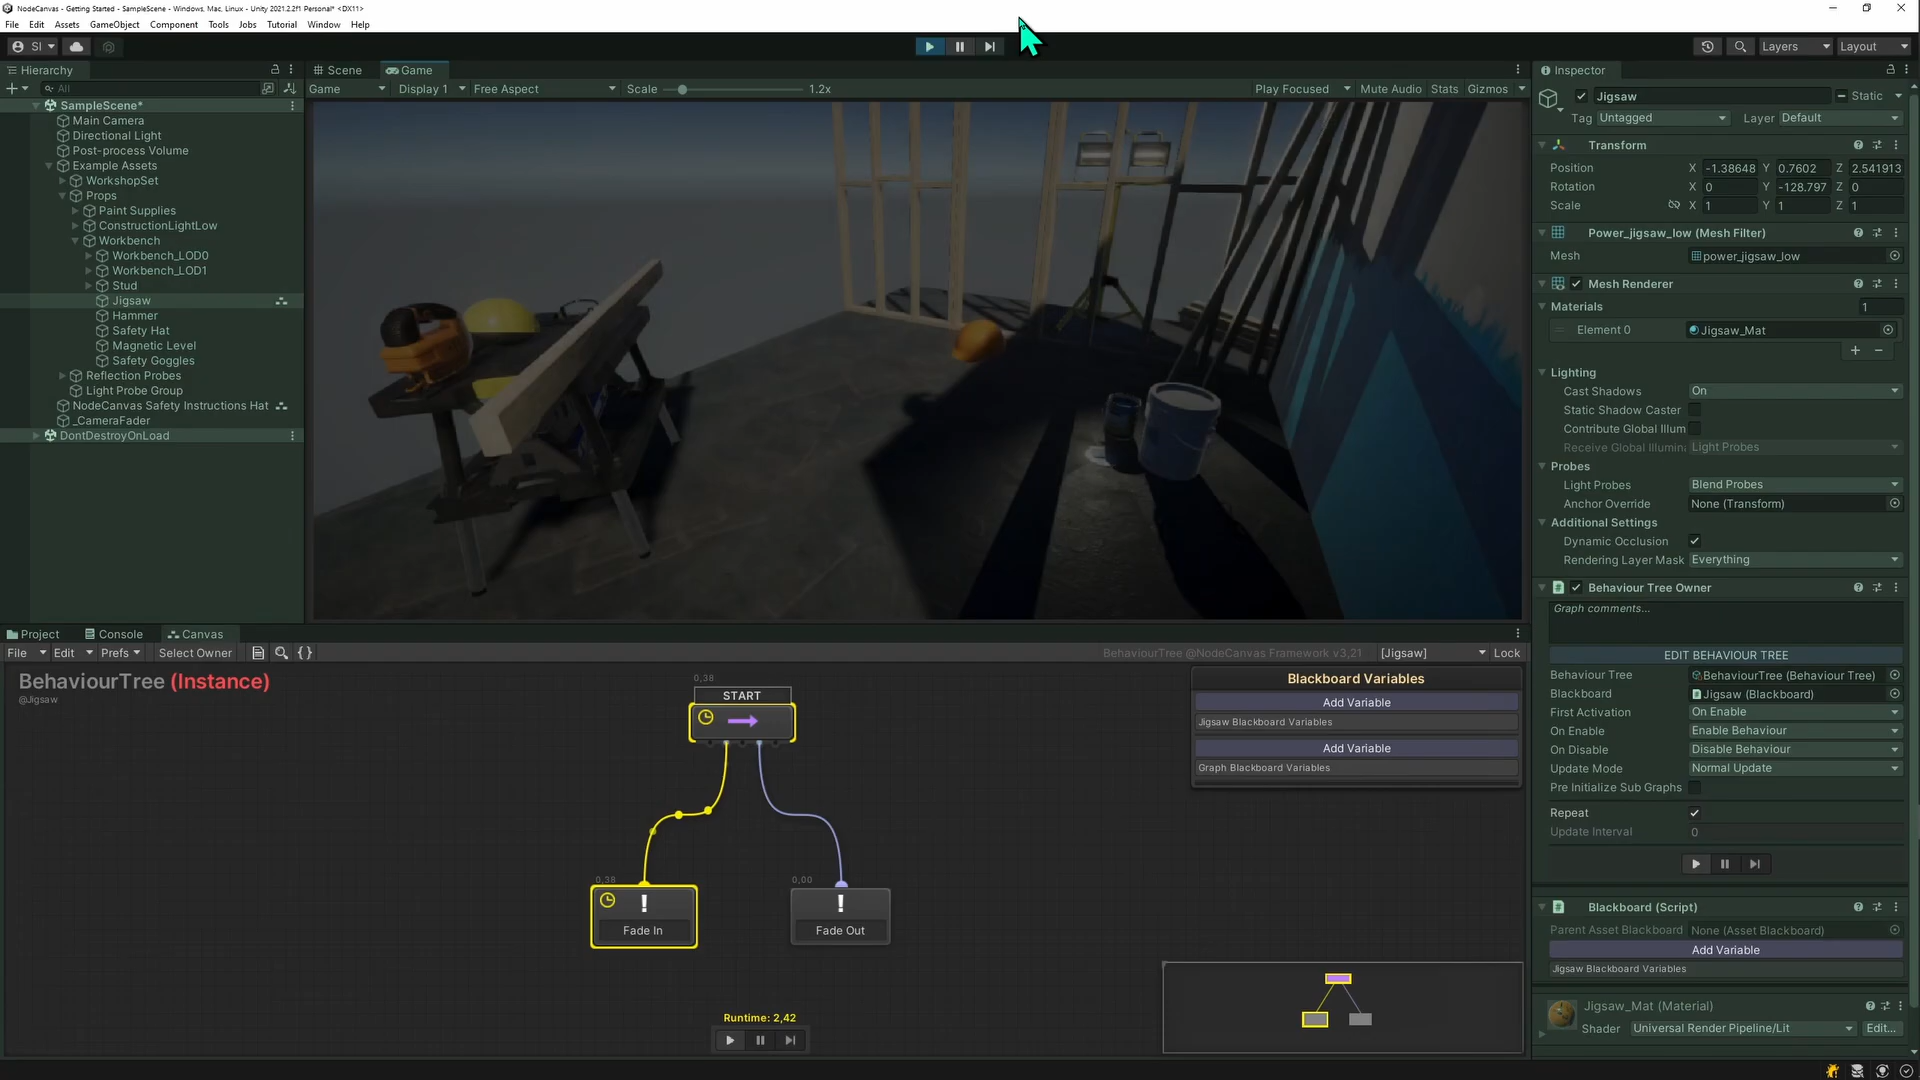 NodeCanvas - Getting Started - SampleScene - Windows, Mac, Linux - Unity 2021.2.2f1 Personal* <DX11>
File Edit Assets GameObject Component Tools Jobs Tutorial Window Help
SI Layers Layout
Hierarchy
All
SampleScene*
Main Camera
Directional Light
Post-process Volume
Example Assets
WorkshopSet
Props
Paint Supplies
ConstructionLightLow
Workbench
Workbench_LOD0
Workbench_LOD1
Stud
Jigsaw
Hammer
Safety Hat
Magnetic Level
Safety Goggles
Reflection Probes
Light Probe Group
NodeCanvas Safety Instructions Hat
_CameraFader
DontDestroyOnLoad
Scene Game
Game Display 1 Free Aspect Scale 1.2x Play Focused Mute Audio Stats Gizmos
Project Console Canvas
File Edit Prefs Select Owner BehaviourTree @NodeCanvas Framework v3,21 [Jigsaw] Lock
BehaviourTree (Instance)
@Jigsaw
0,38
START
0,38
!
Fade In
0,00
!
Fade Out
Runtime: 2,42
Blackboard Variables
Add Variable
Jigsaw Blackboard Variables
Add Variable
Graph Blackboard Variables
Inspector
Jigsaw Static
Tag Untagged Layer Default
Transform
Position X -1.38648 Y 0.7602 Z 2.541913
Rotation X 0 Y -128.797 Z 0
Scale X 1 Y 1 Z 1
Power_jigsaw_low (Mesh Filter)
Mesh power_jigsaw_low
Mesh Renderer
Materials 1
Element 0 Jigsaw_Mat
Lighting
Cast Shadows On
Static Shadow Caster
Contribute Global Illum
Receive Global Illumin Light Probes
Probes
Light Probes Blend Probes
Anchor Override None (Transform)
Additional Settings
Dynamic Occlusion
Rendering Layer Mask Everything
Behaviour Tree Owner
Graph comments...
EDIT BEHAVIOUR TREE
Behaviour Tree BehaviourTree (Behaviour Tree)
Blackboard Jigsaw (Blackboard)
First Activation On Enable
On Enable Enable Behaviour
On Disable Disable Behaviour
Update Mode Normal Update
Pre Initialize Sub Graphs
Repeat
Update Interval 0
Blackboard (Script)
Parent Asset Blackboard None (Asset Blackboard)
Add Variable
Jigsaw Blackboard Variables
Jigsaw_Mat (Material)
Shader Universal Render Pipeline/Lit Edit...